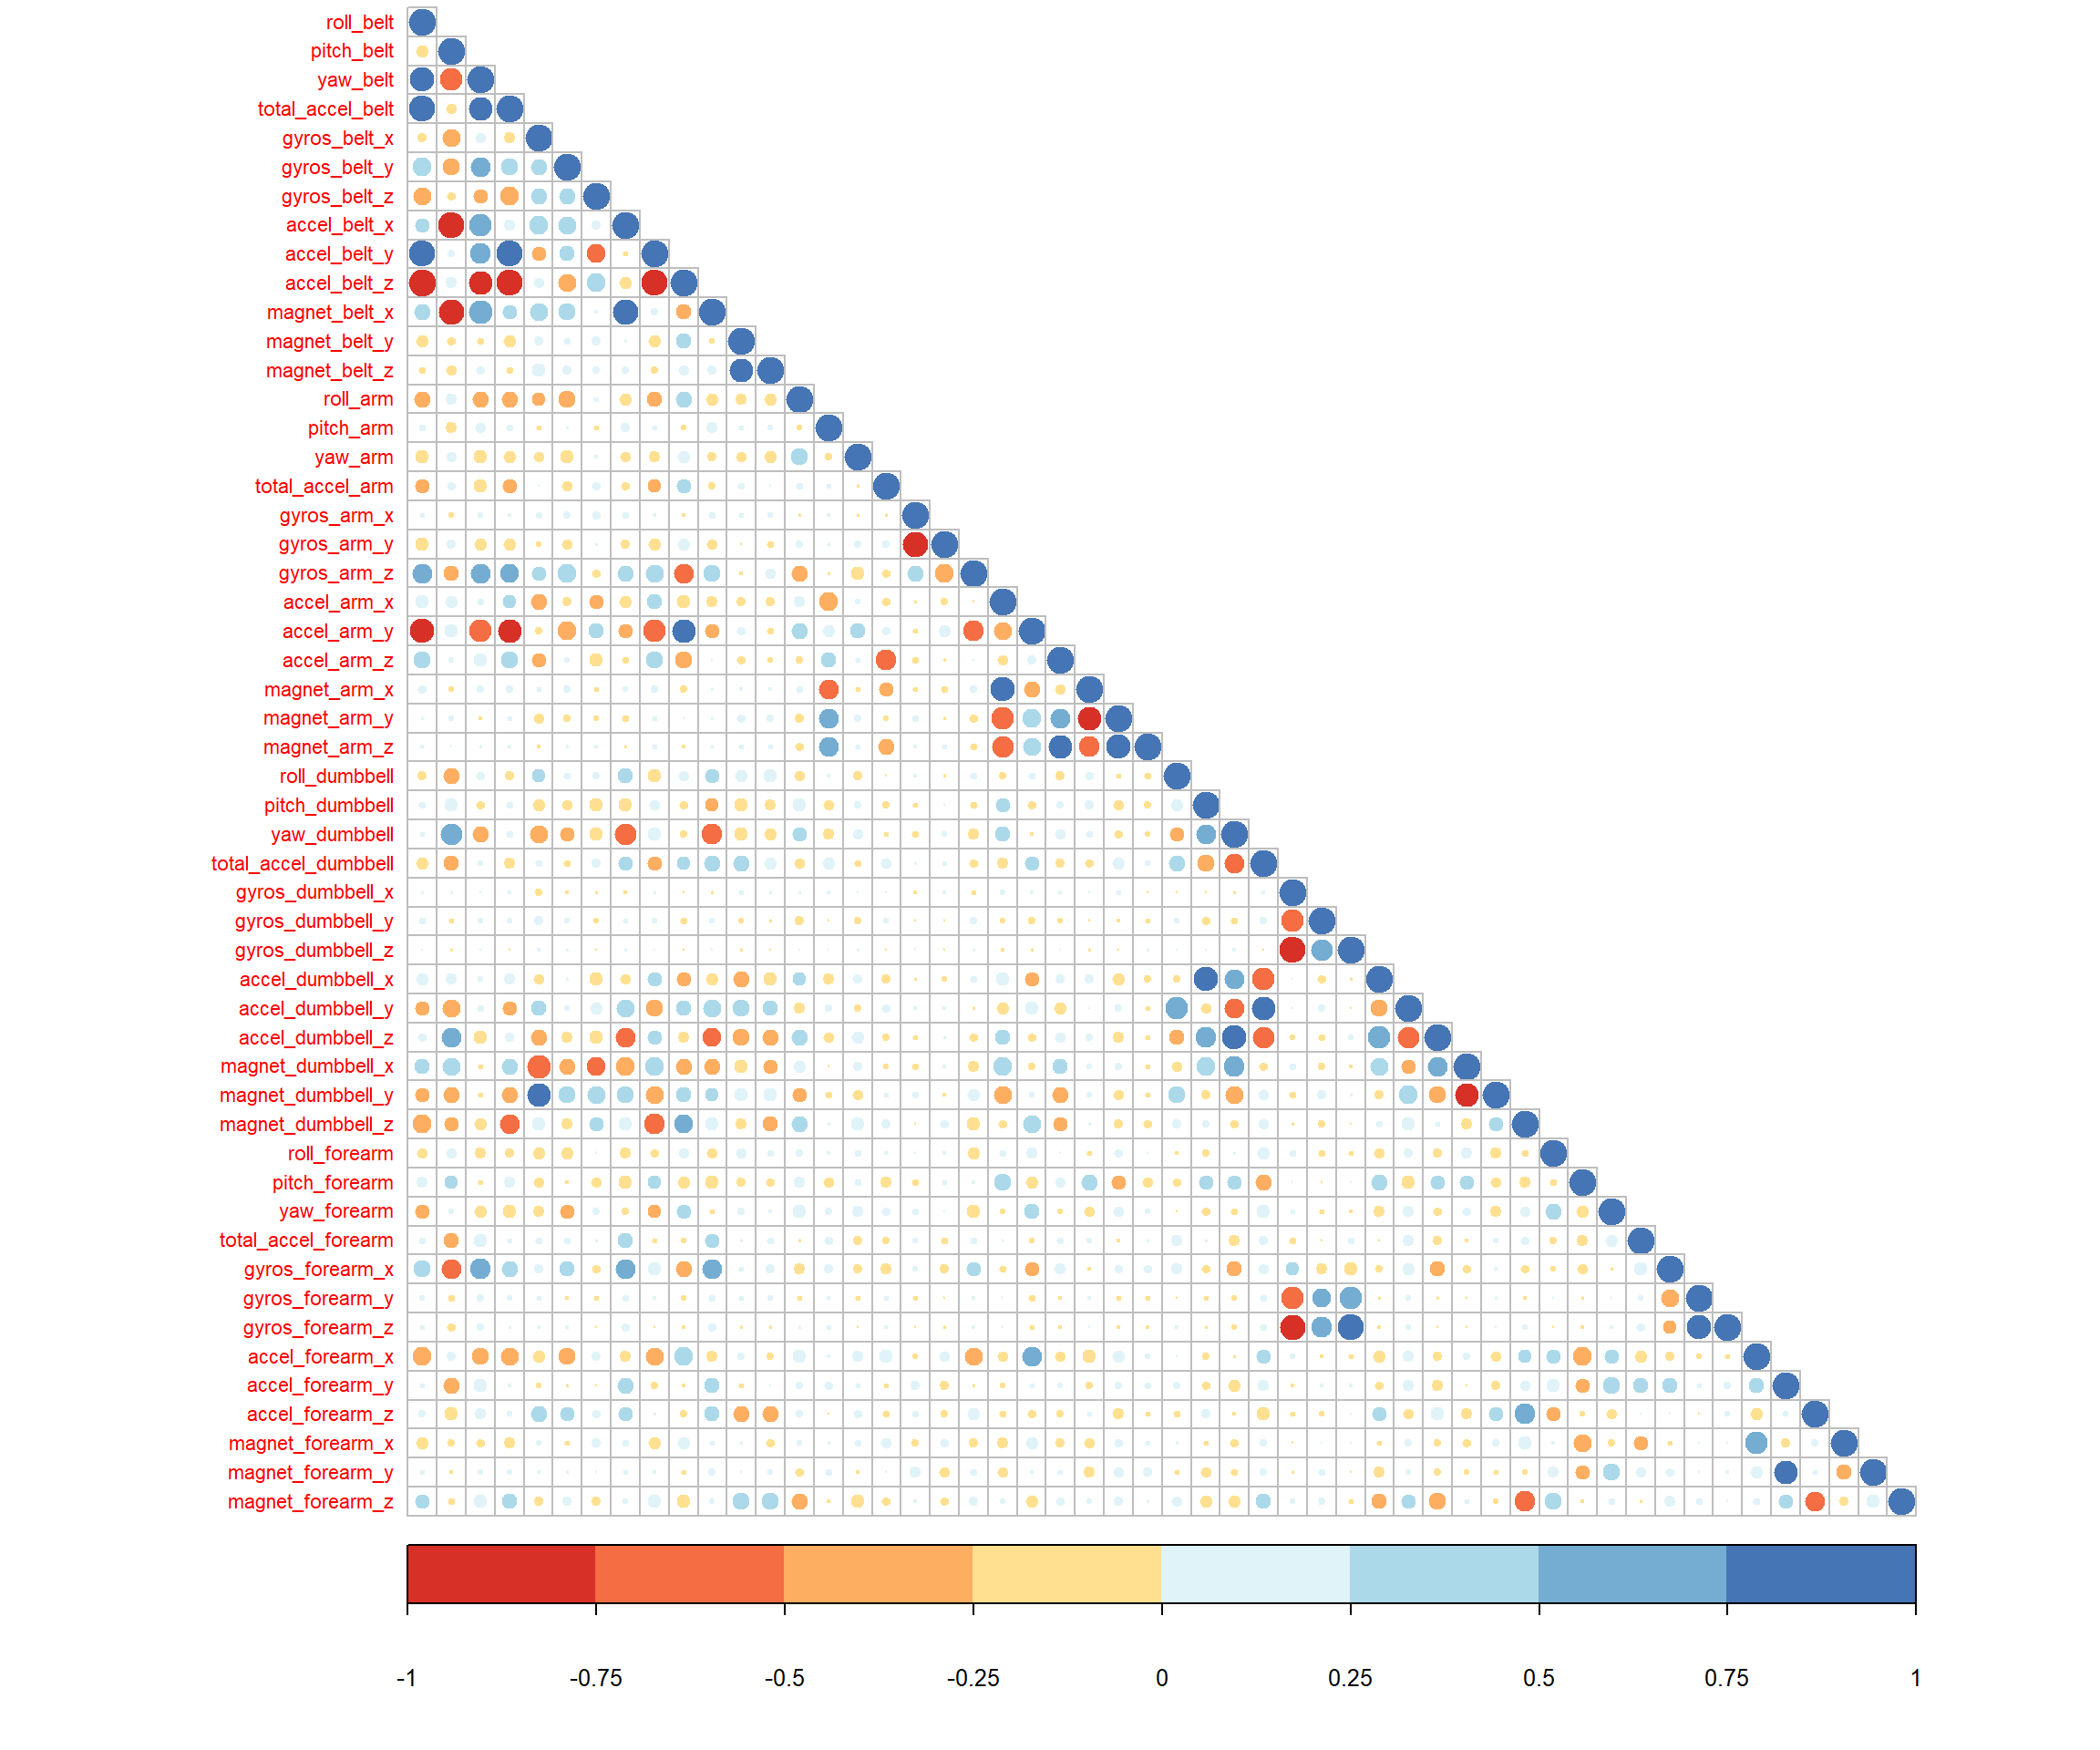 roll_belt
pitch_belt
yaw_belt
total_accel_belt
gyros_belt_x
gyros_belt_y
gyros_belt_z
accel_belt_x
accel_belt_y
accel_belt_z
magnet_belt_x
magnet_belt_y
magnet_belt_z
roll_arm
pitch_arm
yaw_arm
total_accel_arm
gyros_arm_x
gyros_arm_y
gyros_arm_z
accel_arm_x
accel_arm_y
accel_arm_z
magnet_arm_x
magnet_arm_y
magnet_arm_z
roll_dumbbell
pitch_dumbbell
yaw_dumbbell
total_accel_dumbbell
gyros_dumbbell_x
gyros_dumbbell_y
gyros_dumbbell_z
accel_dumbbell_x
accel_dumbbell_y
accel_dumbbell_z
magnet_dumbbell_x
magnet_dumbbell_y
magnet_dumbbell_z
roll_forearm
pitch_forearm
yaw_forearm
total_accel_forearm
gyros_forearm_x
gyros_forearm_y
gyros_forearm_z
accel_forearm_x
accel_forearm_y
accel_forearm_z
magnet_forearm_x
magnet_forearm_y
magnet_forearm_z
-1 -0.75 -0.5 -0.25 0 0.25 0.5 0.75 1